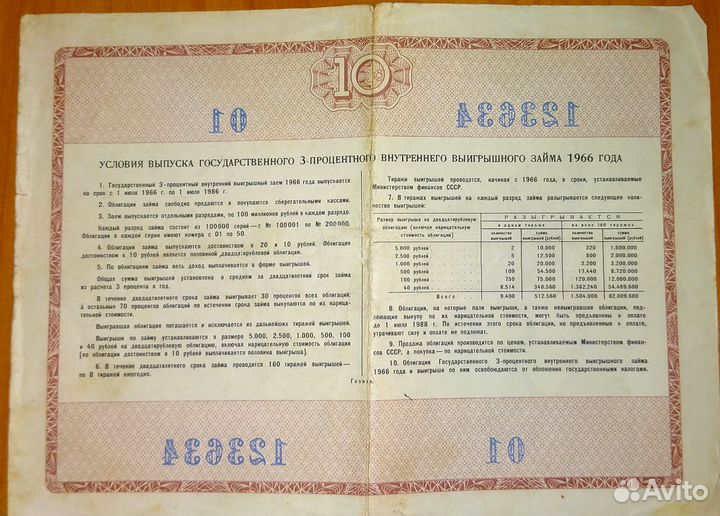 10
01
123634
УСЛОВИЯ ВЫПУСКА ГОСУДАРСТВЕННОГО 3-ПРОЦЕНТНОГО ВНУТРЕННЕГО ВЫИГРЫШНОГО ЗАЙМА 1966 ГОДА
1. Государственный 3-процентный внутренний выигрышный заем 1966 года выпускается
на срок с 1 июля 1966 г. по 1 июля 1986 г.
2. Облигации займа свободно продаются и покупаются сберегательными кассами.
3. Заем выпускается отдельными разрядами, по 100 миллионов рублей в каждом разряде.
Каждый разряд займа состоит из 100000 серий—с № 100001 по № 200000.
Облигации в каждой серии имеют номера с 01 по 50.
4. Облигации займа выпускаются достоинством в 20 и 10 рублей. Облигация
достоинством в 10 рублей является половиной двадцатирублевой облигации.
5. По облигациям займа весь доход выплачивается в форме выигрышей.
Общая сумма выигрышей установлена в среднем за двадцатилетний срок займа
из расчета 3 процента в год.
В течение двадцатилетнего срока займа выигрывает 30 процентов всех облигаций,
а остальные 70 процентов по истечении срока займа выкупаются по их нарицательной
стоимости.
Выигравшая облигация погашается и исключается из дальнейших тиражей выигрышей.
Выигрыши по займу установлены в размере 5.000, 2.500, 1.000, 500, 100
и 40 рублей на двадцатирублевую облигацию, включая нарицательную стоимость облигации
(по облигации достоинством в 10 рублей выплачивается половина выигрыша).
6. В течение двадцатилетнего срока займа проводится 160 тиражей выигрышей—
по 8 тиражей ежегодно.
Тиражи выигрышей проводятся, начиная с 1966 года, в сроки, устанавливаемые
Министерством финансов СССР.
7. В тиражах выигрышей на каждый разряд займа разыгрывается следующее
количество выигрышей:
Размер выигрыша на двадцатирублевую облигацию (включая нарицательную стоимость облигации)
РАЗЫГРЫВАЕТСЯ
в одном тираже во всех 160 тиражах
количество выигрышей сумма выигрышей (рублей) количество выигрышей сумма выигрышей (рублей)
5.000 рублей 2 10.000 320 1.600.000
2.500 рублей 5 12.500 800 2.000.000
1.000 рублей 20 20.000 3.200 3.200.000
500 рублей 109 54.500 17.440 8.720.000
100 рублей 750 75.000 120.000 12.000.000
40 рублей 8.514 340.560 1.362.240 54.489.600
Всего 9.400 512.560 1.504.000 82.009.600
8. Облигации, на которые пали выигрыши, а также невыигравшие облигации, подлежащие
выкупу по их нарицательной стоимости, могут быть предъявлены к оплате
до 1 июля 1988 г. По истечении этого срока облигации, не предъявленные к оплате,
утрачивают силу и оплате не подлежат.
9. Продажа облигаций производится по ценам, устанавливаемым Министерством финансов
СССР, а покупка—по нарицательной стоимости.
10. Облигации Государственного 3-процентного внутреннего выигрышного займа
1966 года и выигрыши по ним освобождаются от обложения государственными налогами.
Гознак.
123634
01
Avito